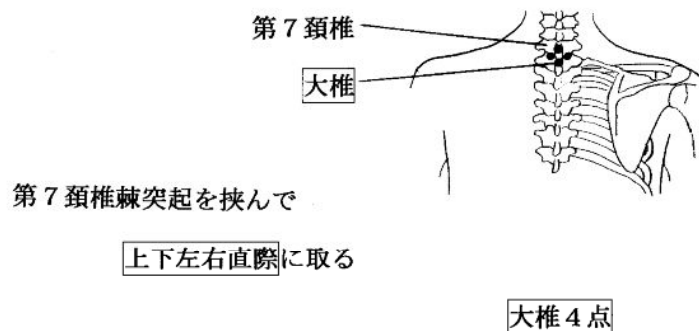 第７頚椎
大椎
第７頚椎棘突起を挟んで
上下左右直際に取る
大椎４点